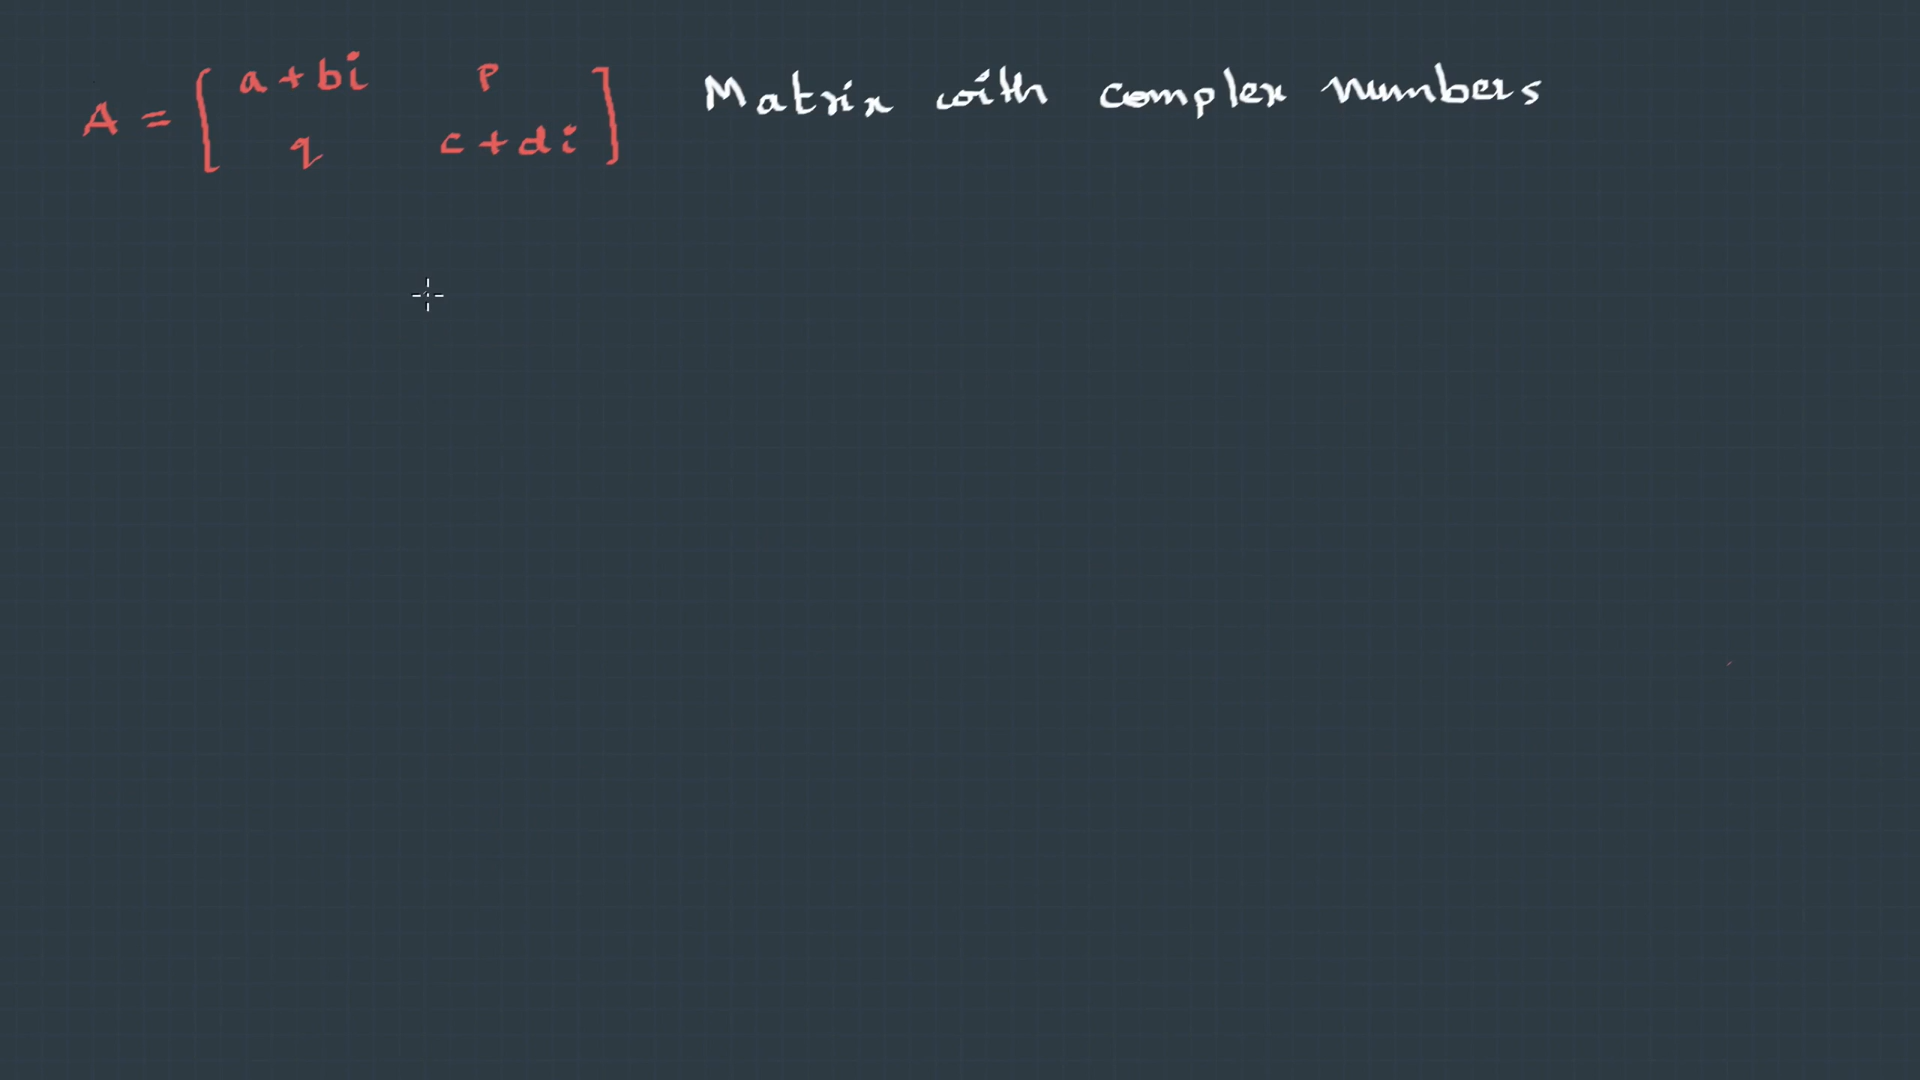 A = [ a + bi p Matrix with complex numbers
q c + di ]